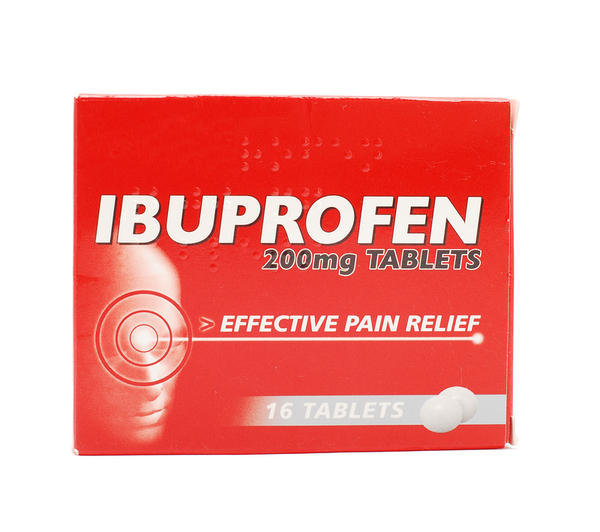 IBUPROFEN
200mg TABLETS
> EFFECTIVE PAIN RELIEF
16 TABLETS